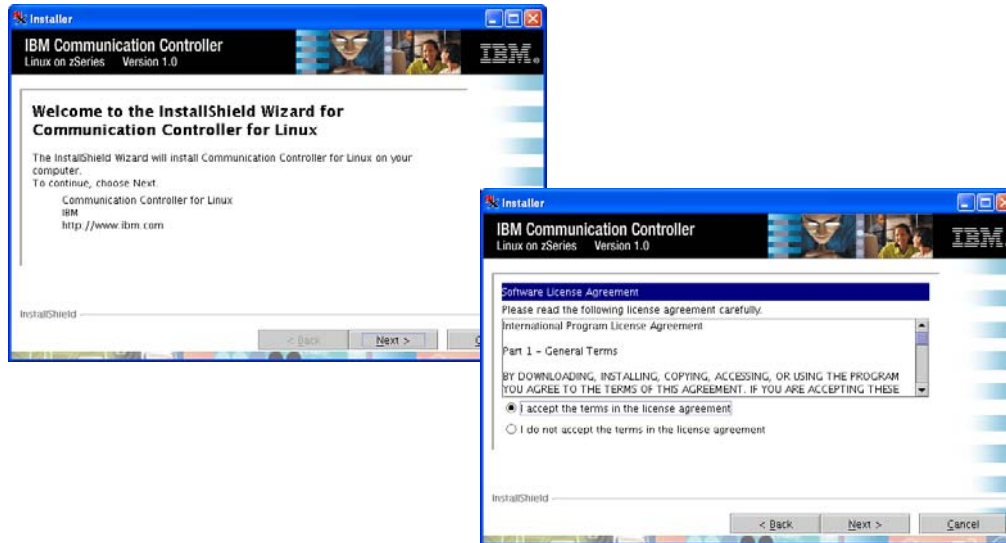 Installer
IBM Communication Controller
Linux on zSeries Version 1.0
IBM.
Welcome to the InstallShield Wizard for
Communication Controller for Linux
The InstallShield Wizard will install Communication Controller for Linux on your
computer.
To continue, choose Next.
Communication Controller for Linux
IBM
http://www.ibm.com
InstallShield
< Back Next >
Installer
IBM Communication Controller
Linux on zSeries Version 1.0
IBM.
Software License Agreement
Please read the following license agreement carefully.
International Program License Agreement
Part 1 – General Terms
BY DOWNLOADING, INSTALLING, COPYING, ACCESSING, OR USING THE PROGRAM
YOU AGREE TO THE TERMS OF THIS AGREEMENT. IF YOU ARE ACCEPTING THESE
I accept the terms in the license agreement
I do not accept the terms in the license agreement
InstallShield
< Back Next > Cancel